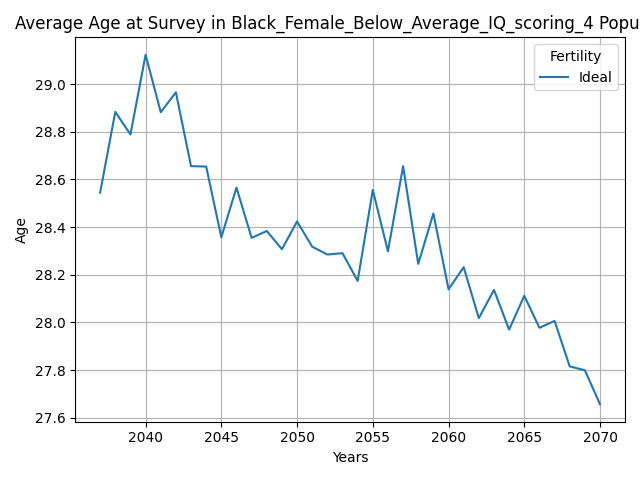 Average Age at Survey in Black_Female_Below_Average_IQ_scoring_4 Popu
Fertility
Ideal
29.0
28.8
28.6
28.4
28.2
28.0
27.8
27.6
Age
2040 2045 2050 2055 2060 2065 2070
Years